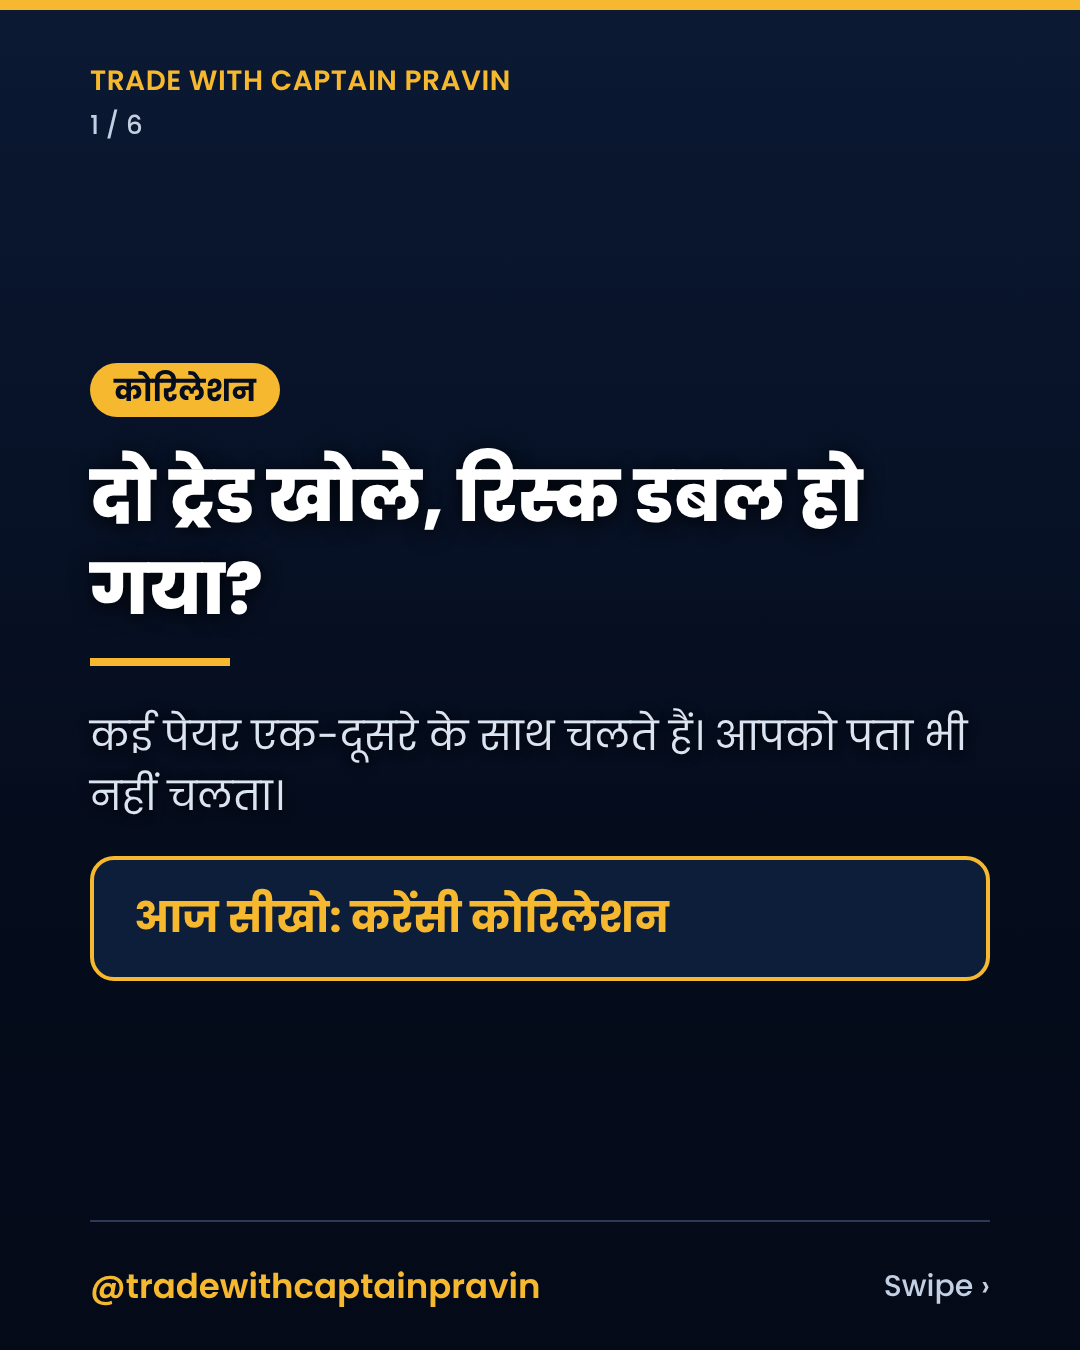 TRADE WITH CAPTAIN PRAVIN
1 / 6
कोरिलेशन
दो ट्रेड खोले, रिस्क डबल हो
गया?
कई पेयर एक-दूसरे के साथ चलते हैं। आपको पता भी
नहीं चलता।
आज सीखो: करेंसी कोरिलेशन
@tradewithcaptainpravin
Swipe ›